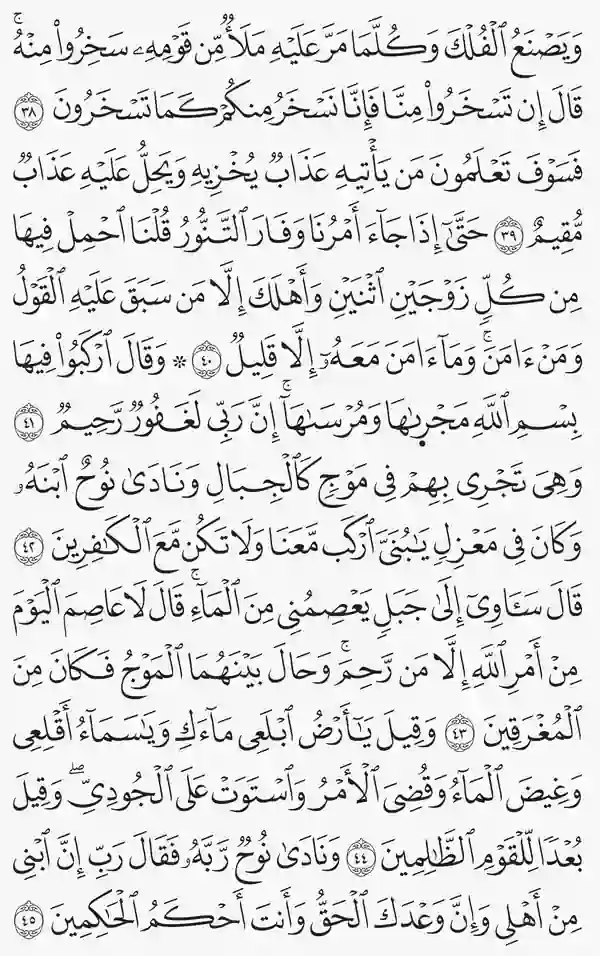 وَيَصْنَعُ ٱلْفُلْكَ وَكُلَّمَا مَرَّ عَلَيْهِ مَلَأٌ مِّن قَوْمِهِۦ سَخِرُوا۟ مِنْهُ ۚ
قَالَ إِن تَسْخَرُوا۟ مِنَّا فَإِنَّا نَسْخَرُ مِنكُمْ كَمَا تَسْخَرُونَ ٣٨
فَسَوْفَ تَعْلَمُونَ مَن يَأْتِيهِ عَذَابٌ يُخْزِيهِ وَيَحِلُّ عَلَيْهِ عَذَابٌ
مُّقِيمٌ ٣٩ حَتَّىٰٓ إِذَا جَآءَ أَمْرُنَا وَفَارَ ٱلتَّنُّورُ قُلْنَا ٱحْمِلْ فِيهَا
مِن كُلٍّ زَوْجَيْنِ ٱثْنَيْنِ وَأَهْلَكَ إِلَّا مَن سَبَقَ عَلَيْهِ ٱلْقَوْلُ
وَمَنْ ءَامَنَ ۚ وَمَآ ءَامَنَ مَعَهُۥٓ إِلَّا قَلِيلٌ ٤٠ ۞ وَقَالَ ٱرْكَبُوا۟ فِيهَا
بِسْمِ ٱللَّهِ مَجْر۪ىٰهَا وَمُرْسَىٰهَآ ۚ إِنَّ رَبِّى لَغَفُورٌ رَّحِيمٌ ٤١
وَهِىَ تَجْرِى بِهِمْ فِى مَوْجٍ كَٱلْجِبَالِ وَنَادَىٰ نُوحٌ ٱبْنَهُۥ
وَكَانَ فِى مَعْزِلٍ يَٰبُنَىَّ ٱرْكَب مَّعَنَا وَلَا تَكُن مَّعَ ٱلْكَٰفِرِينَ ٤٢
قَالَ سَـَٔاوِىٓ إِلَىٰ جَبَلٍ يَعْصِمُنِى مِنَ ٱلْمَآءِ ۚ قَالَ لَا عَاصِمَ ٱلْيَوْمَ
مِنْ أَمْرِ ٱللَّهِ إِلَّا مَن رَّحِمَ ۚ وَحَالَ بَيْنَهُمَا ٱلْمَوْجُ فَكَانَ مِنَ
ٱلْمُغْرَقِينَ ٤٣ وَقِيلَ يَٰٓأَرْضُ ٱبْلَعِى مَآءَكِ وَيَٰسَمَآءُ أَقْلِعِى
وَغِيضَ ٱلْمَآءُ وَقُضِىَ ٱلْأَمْرُ وَٱسْتَوَتْ عَلَى ٱلْجُودِىِّ ۖ وَقِيلَ
بُعْدًا لِّلْقَوْمِ ٱلظَّٰلِمِينَ ٤٤ وَنَادَىٰ نُوحٌ رَّبَّهُۥ فَقَالَ رَبِّ إِنَّ ٱبْنِى
مِنْ أَهْلِى وَإِنَّ وَعْدَكَ ٱلْحَقُّ وَأَنتَ أَحْكَمُ ٱلْحَٰكِمِينَ ٤٥